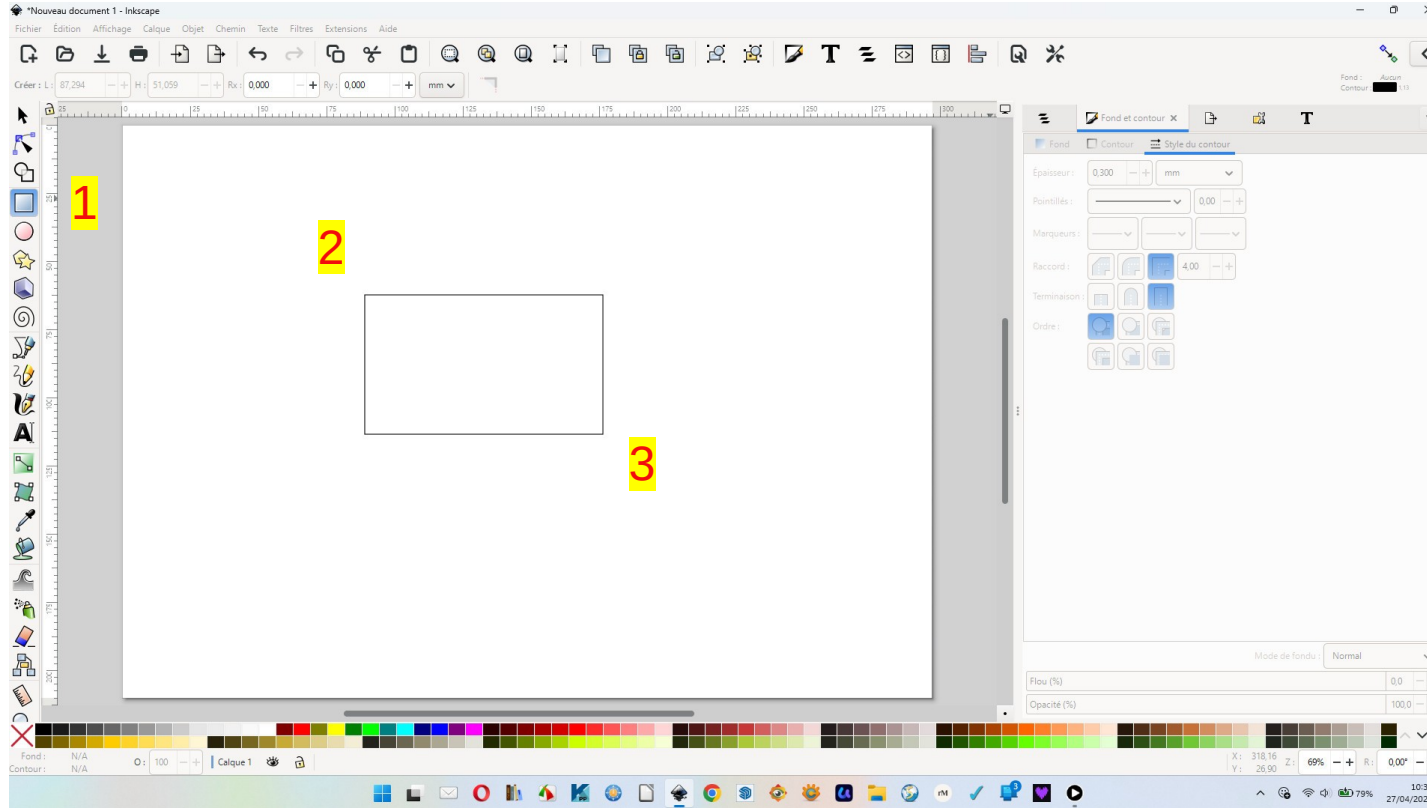 *Nouveau document 1 - Inkscape
Fichier Édition Affichage Calque Objet Chemin Texte Filtres Extensions Aide
Créer : L : 87,294 H : 51,059 Rx : 0,000 Ry : 0,000 mm
Fond : Aucun
Contour :
Fond et contour
Fond Contour Style du contour
Épaisseur : 0,300 mm
Pointillés : 0,00
Marqueurs :
Raccord : 4,00
Terminaison :
Ordre :
1
2
3
Mode de fondu : Normal
Flou (%) 0,0
Opacité (%) 100,0
Fond : N/A
Contour : N/A
O : 100 Calque 1
X : 318,16
Y : 26,90
Z : 69% R : 0,00°
79%
27/04/202